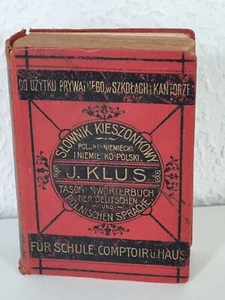 DO UŻYTKU PRYWATNEGO, W SZKOŁACH I KANTORZE
SŁOWNIK KIESZONKOWY
POLSKO-NIEMIECKI
I NIEMIECKO-POLSKI
J. KLUS
TASCHENWÖRTERBUCH
DER DEUTSCHEN
UND
POLNISCHEN SPRACHE
FÜR SCHULE, COMPTOIR u. HAUS